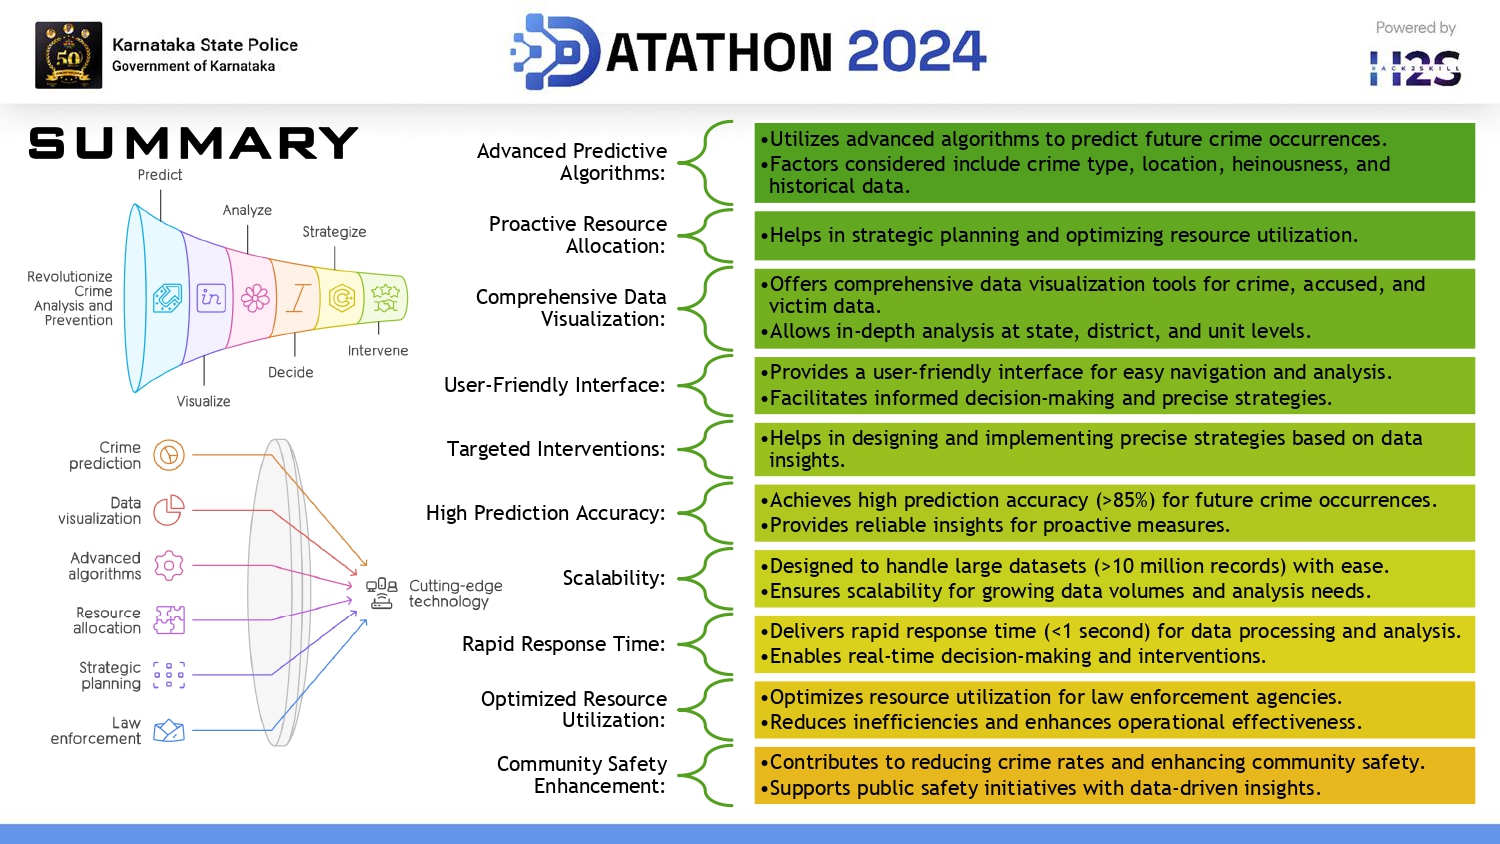 Karnataka State Police
Government of Karnataka
50
DATATHON 2024
Powered by
H2S
HACK2SKILL
SUMMARY
Predict
Analyze
Strategize
Revolutionize
Crime
Analysis and
Prevention
Intervene
Decide
Visualize
Crime
prediction
Data
visualization
Advanced
algorithms
Resource
allocation
Strategic
planning
Law
enforcement
Cutting-edge
technology
Advanced Predictive
Algorithms:
•Utilizes advanced algorithms to predict future crime occurrences.
•Factors considered include crime type, location, heinousness, and
historical data.
Proactive Resource
Allocation:
•Helps in strategic planning and optimizing resource utilization.
Comprehensive Data
Visualization:
•Offers comprehensive data visualization tools for crime, accused, and
victim data.
•Allows in-depth analysis at state, district, and unit levels.
User-Friendly Interface:
•Provides a user-friendly interface for easy navigation and analysis.
•Facilitates informed decision-making and precise strategies.
Targeted Interventions:
•Helps in designing and implementing precise strategies based on data
insights.
High Prediction Accuracy:
•Achieves high prediction accuracy (>85%) for future crime occurrences.
•Provides reliable insights for proactive measures.
Scalability:
•Designed to handle large datasets (>10 million records) with ease.
•Ensures scalability for growing data volumes and analysis needs.
Rapid Response Time:
•Delivers rapid response time (<1 second) for data processing and analysis.
•Enables real-time decision-making and interventions.
Optimized Resource
Utilization:
•Optimizes resource utilization for law enforcement agencies.
•Reduces inefficiencies and enhances operational effectiveness.
Community Safety
Enhancement:
•Contributes to reducing crime rates and enhancing community safety.
•Supports public safety initiatives with data-driven insights.